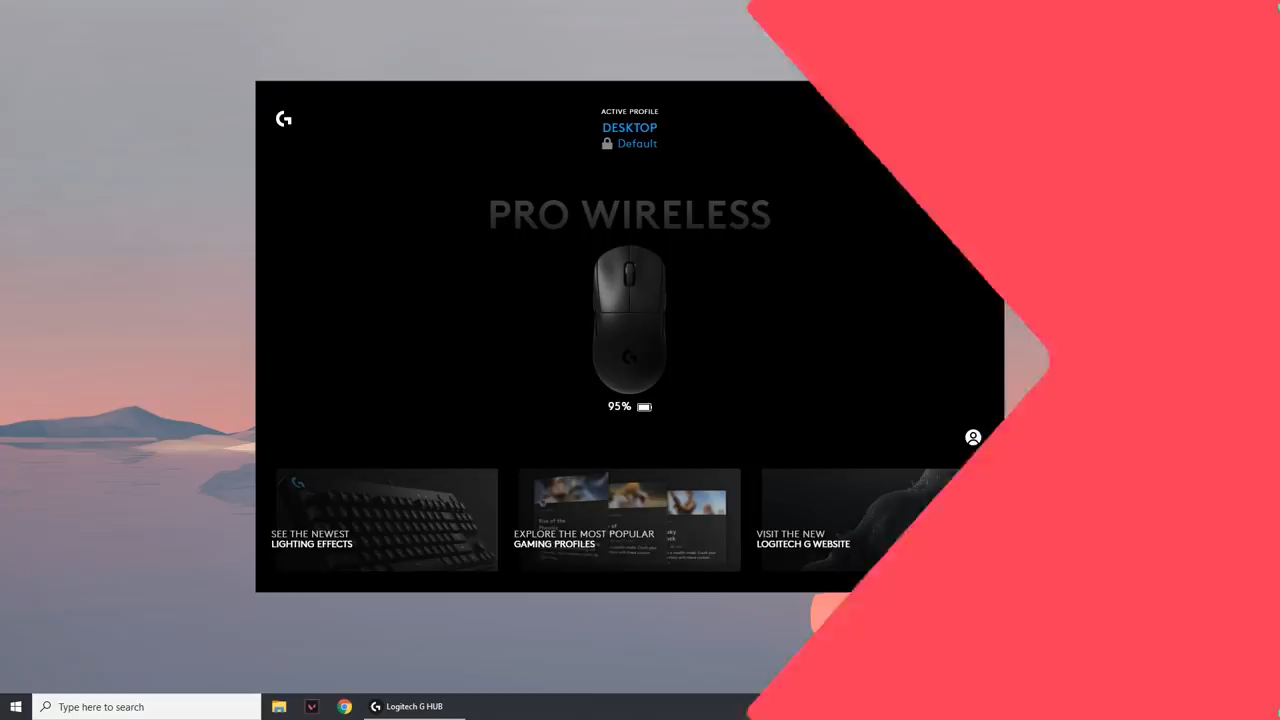 ACTIVE PROFILE
DESKTOP
Default
PRO WIRELESS
95%
SEE THE NEWEST
LIGHTING EFFECTS
EXPLORE THE MOST POPULAR
GAMING PROFILES
VISIT THE NEW
LOGITECH G WEBSITE
Type here to search
Logitech G HUB